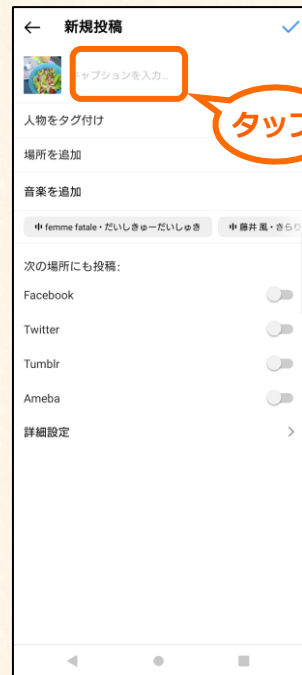 新規投稿
キャプションを入力...
タップ
人物をタグ付け
場所を追加
音楽を追加
femme fatale・だいしきゅーだいしゅき
藤井 風・きらり
次の場所にも投稿:
Facebook
Twitter
Tumblr
Ameba
詳細設定